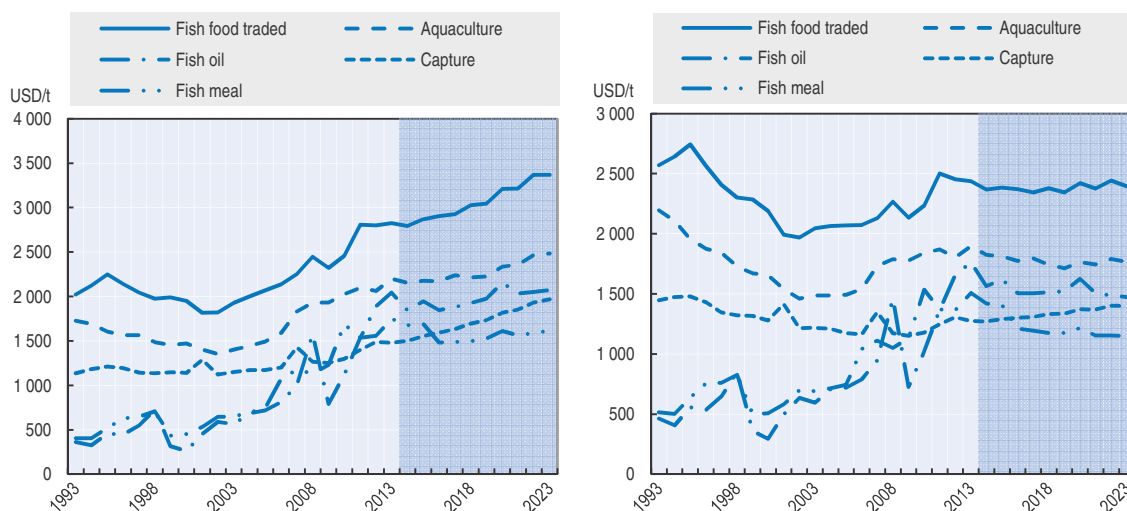 Fish food traded Aquaculture
Fish oil Capture
Fish meal
USD/t
4 000
3 500
3 000
2 500
2 000
1 500
1 000
500
0
1993 1998 2003 2008 2013 2018 2023
Fish food traded Aquaculture
Fish oil Capture
Fish meal
USD/t
3 000
2 500
2 000
1 500
1 000
500
0
1993 1998 2003 2008 2013 2018 2023